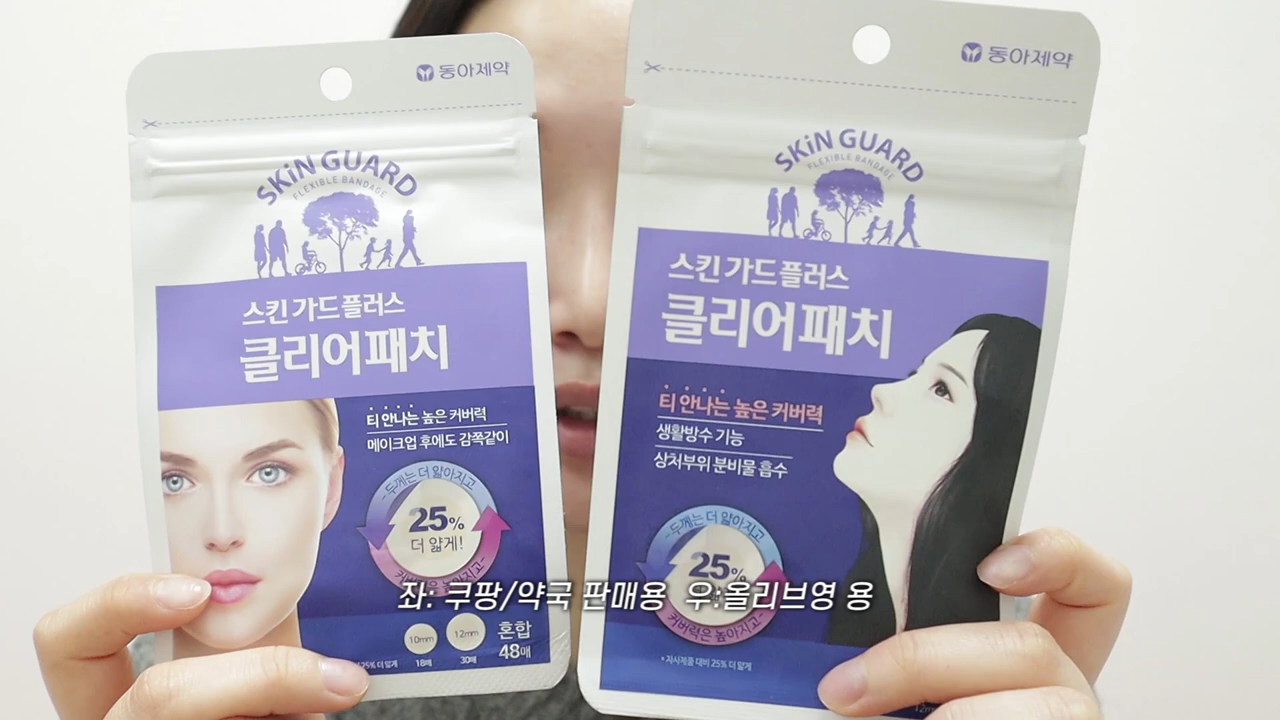 동아제약
SKiN GUARD
FLEXIBLE BANDAGE
스킨 가드 플러스
클리어패치
티 안나는 높은 커버력
메이크업 후에도 감쪽같이
-두께는 더 얇아지고
25%
더 얇게!
커버력은 높아지고-
10mm
12mm
혼합
48매
25% 더 얇게
18매
30매
동아제약
SKiN GUARD
FLEXIBLE BANDAGE
스킨 가드 플러스
클리어패치
티 안나는 높은 커버력
생활방수 기능
상처부위 분비물 흡수
-두께는 더 얇아지고
25%
커버력은 높아지고-
* 자사제품 대비 25% 더 얇게
좌: 쿠팡/약국 판매용 우:올리브영 용